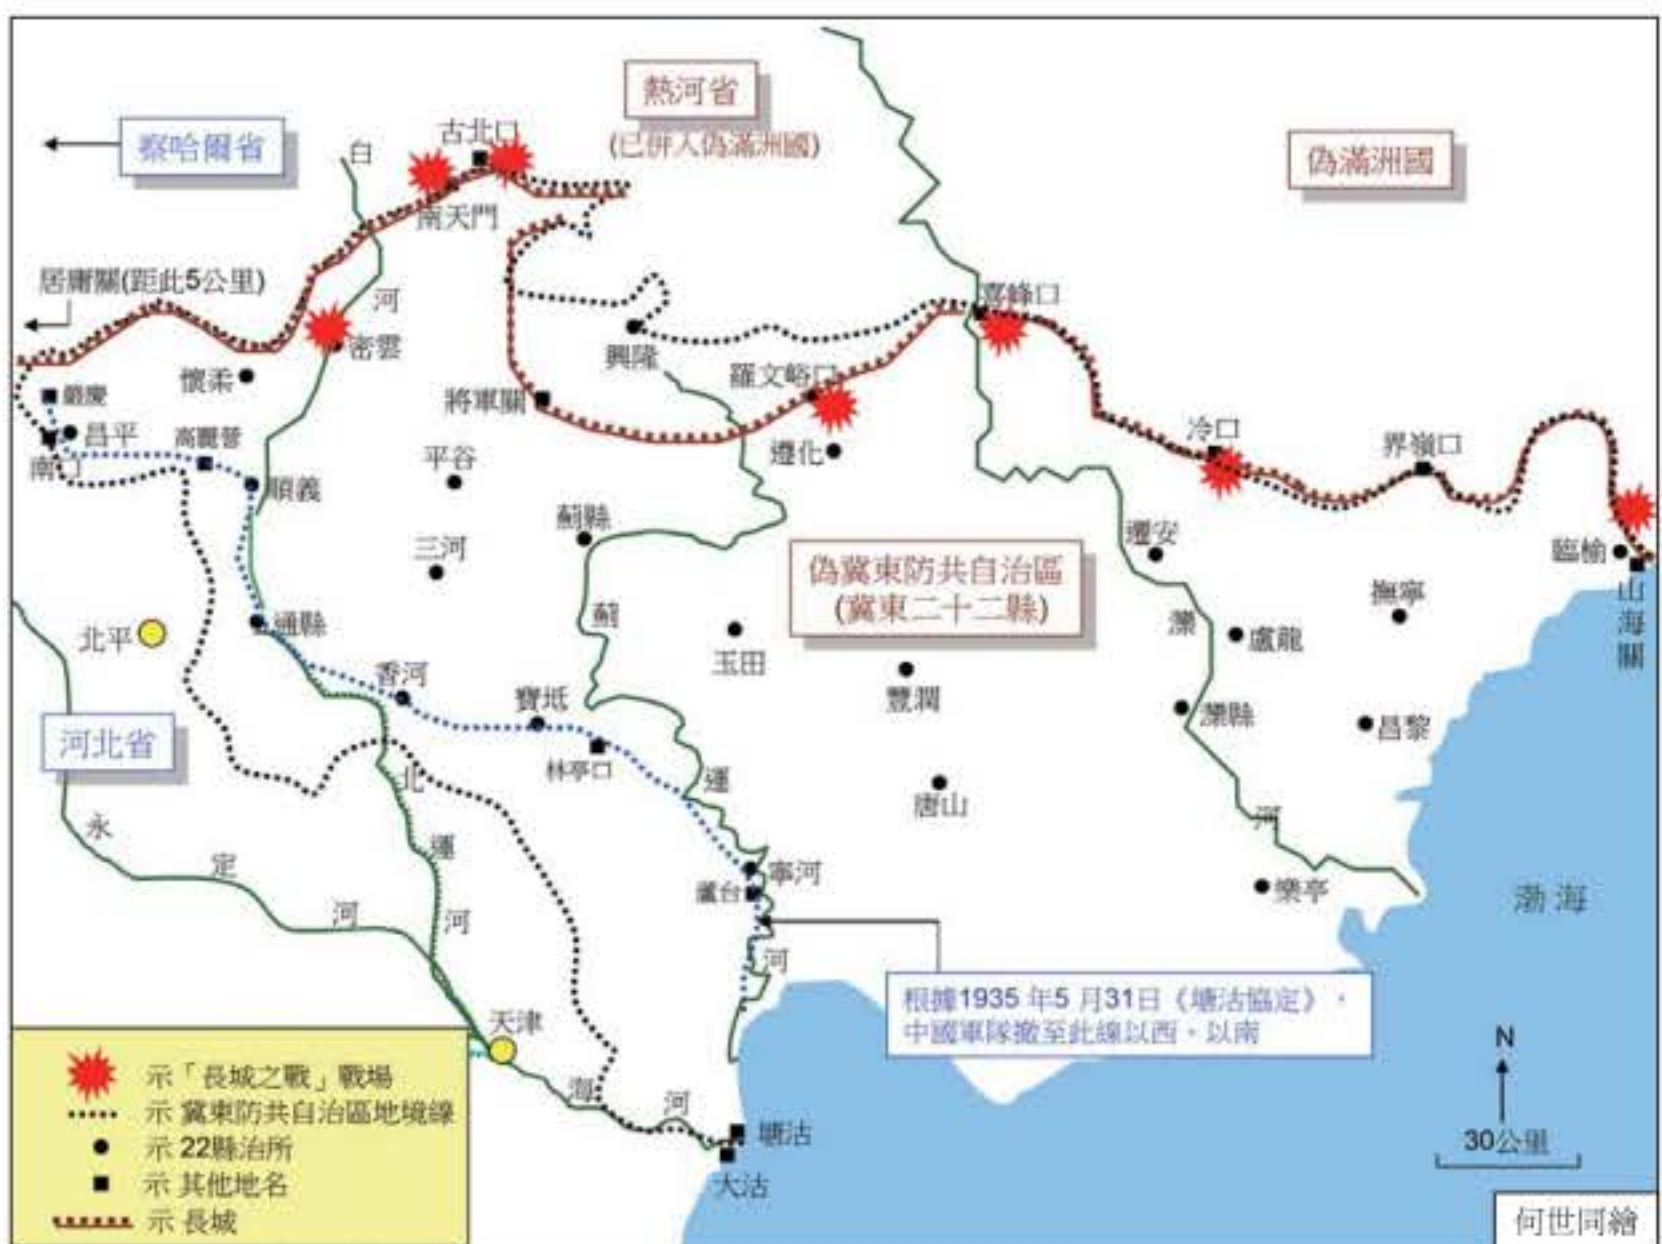 熱河省
(已併入偽滿洲國)
察哈爾省
偽滿洲國
古北口
南天門
白
河
居庸關(距此5公里)
密雲
懷柔
興隆
喜峰口
羅文峪口
將軍關
遵化
冷口
界嶺口
昌平
高麗營
南口
順義
平谷
三河
薊縣
偽冀東防共自治區
(冀東二十二縣)
遷安
臨榆
山海關
撫寧
盧龍
灤
河
灤縣
昌黎
北平
通縣
薊
運
河
玉田
豐潤
香河
寶坻
林亭口
唐山
河北省
北
運
河
永
定
河
寧河
蘆台
樂亭
渤海
根據1935 年5 月31日《塘沽協定》，
中國軍隊撤至此線以西，以南
天津
海
河
塘沽
大沽
示「長城之戰」戰場
示 冀東防共自治區地境線
示 22縣治所
示 其他地名
示 長城
N
30公里
何世同繪